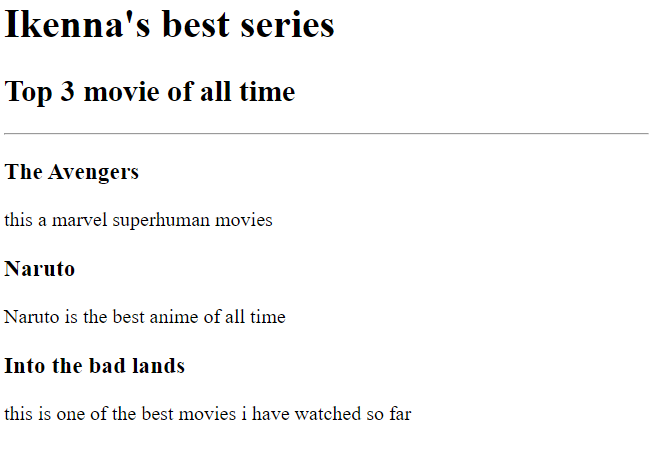 Ikenna's best series
Top 3 movie of all time
The Avengers
this a marvel superhuman movies
Naruto
Naruto is the best anime of all time
Into the bad lands
this is one of the best movies i have watched so far